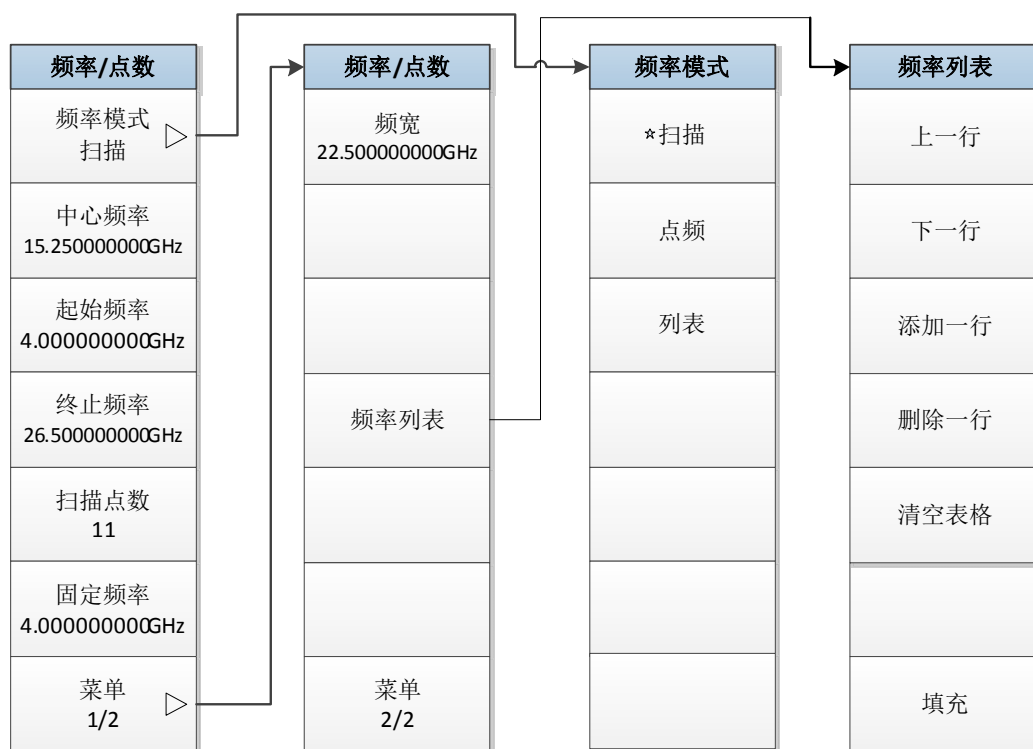 频率/点数
频率模式
扫描
中心频率
15.250000000GHz
起始频率
4.000000000GHz
终止频率
26.500000000GHz
扫描点数
11
固定频率
4.000000000GHz
菜单
1/2
频率/点数
频宽
22.500000000GHz
频率列表
菜单
2/2
频率模式
☆扫描
点频
列表
频率列表
上一行
下一行
添加一行
删除一行
清空表格
填充